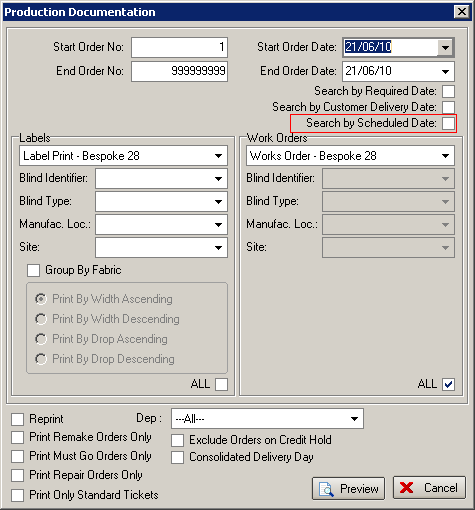 Production Documentation
Start Order No: 1 Start Order Date: 21/06/10
End Order No: 999999999 End Order Date: 21/06/10
Search by Required Date:
Search by Customer Delivery Date:
Search by Scheduled Date:
Labels Work Orders
Label Print - Bespoke 28 Works Order - Bespoke 28
Blind Identifier: Blind Identifier:
Blind Type: Blind Type:
Manufac. Loc.: Manufac. Loc.:
Site: Site:
Group By Fabric
Print By Width Ascending
Print By Width Descending
Print By Drop Ascending
Print By Drop Descending
ALL ALL
Reprint Dep : ---All---
Print Remake Orders Only Exclude Orders on Credit Hold
Print Must Go Orders Only Consolidated Delivery Day
Print Repair Orders Only
Print Only Standard Tickets Preview Cancel